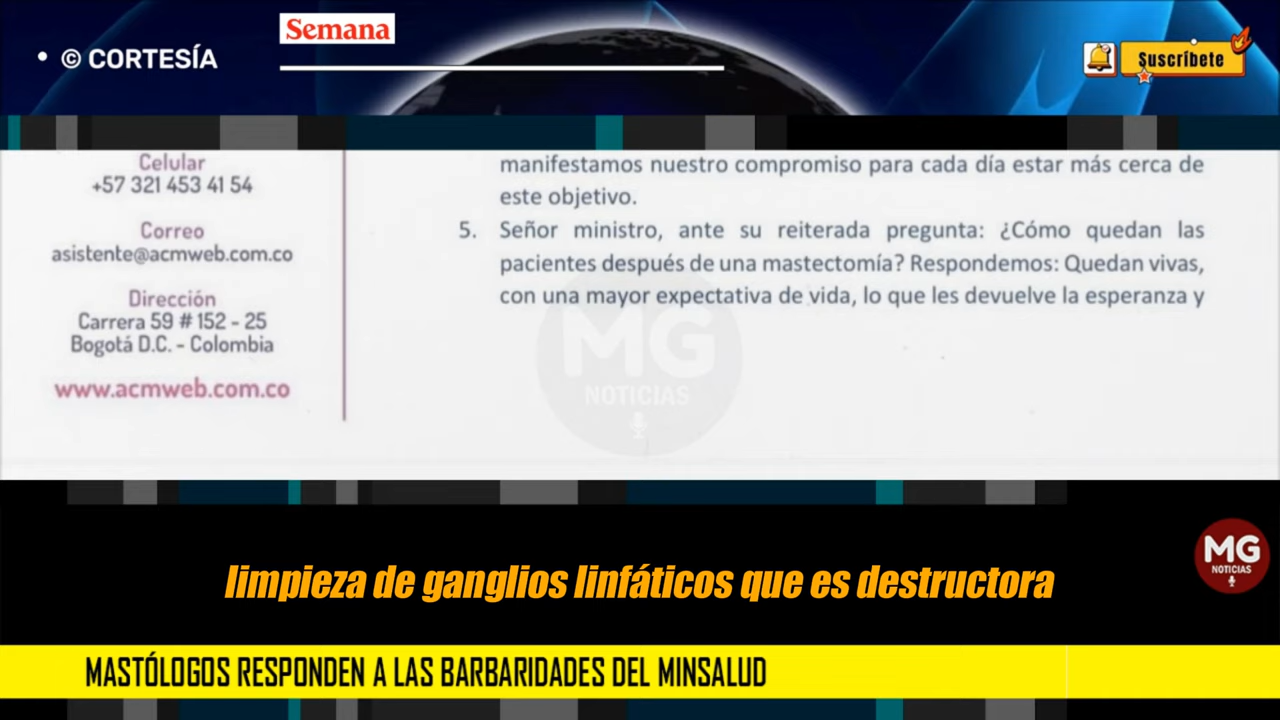 Semana
• © CORTESÍA
Suscríbete
Celular
+57 321 453 41 54
Correo
asistente@acmweb.com.co
Dirección
Carrera 59 # 152 - 25
Bogotá D.C. - Colombia
www.acmweb.com.co
manifestamos nuestro compromiso para cada día estar más cerca de
este objetivo.
5. Señor ministro, ante su reiterada pregunta: ¿Cómo quedan las
pacientes después de una mastectomía? Respondemos: Quedan vivas,
con una mayor expectativa de vida, lo que les devuelve la esperanza y
MG
NOTICIAS
limpieza de ganglios linfáticos que es destructora
MG
NOTICIAS
MASTÓLOGOS RESPONDEN A LAS BARBARIDADES DEL MINSALUD